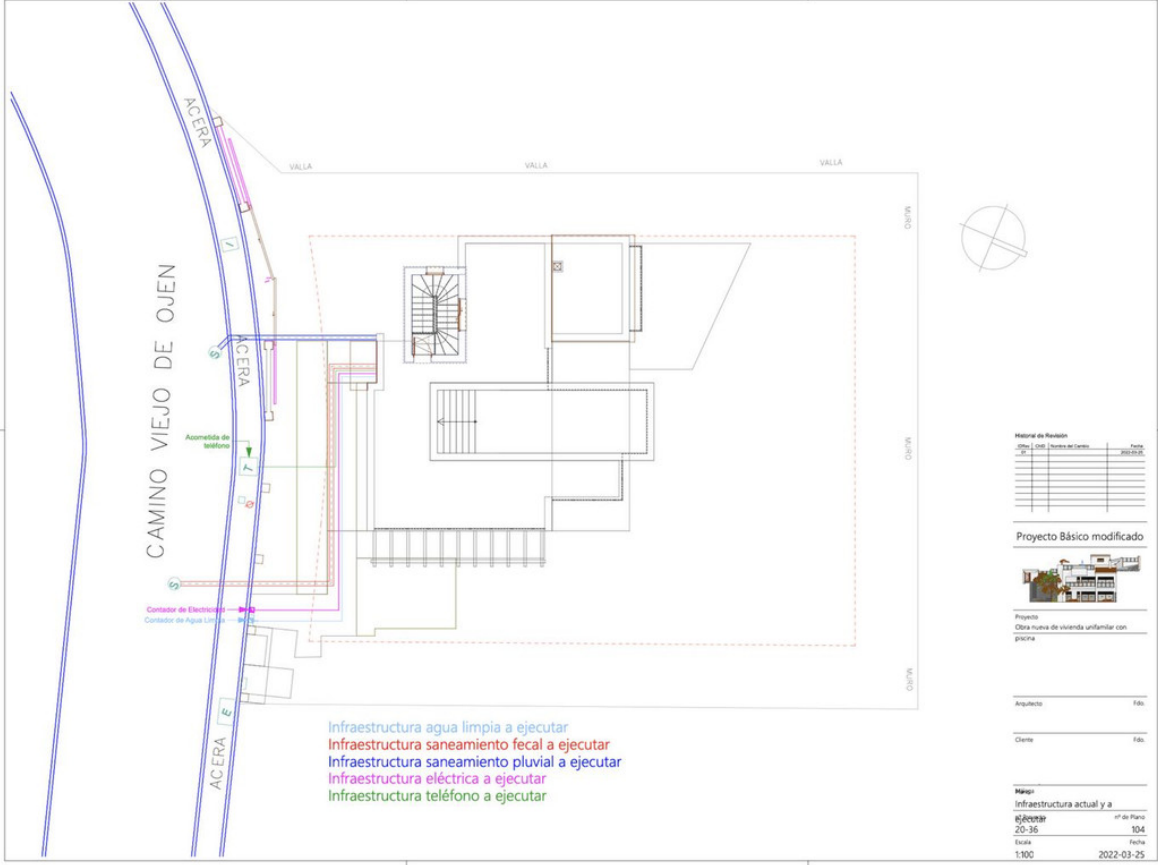 ACERA
VALLA
VALLA
VALLA
MURO
I
CAMINO VIEJO DE OJEN
S
ACERA
Acometida de
teléfono
T
MURO
S
Contador de Electricidad
Contador de Agua Limpia
MURO
E
ACERA
Infraestructura agua limpia a ejecutar
Infraestructura saneamiento fecal a ejecutar
Infraestructura saneamiento pluvial a ejecutar
Infraestructura eléctrica a ejecutar
Infraestructura teléfono a ejecutar
Historial de Revisión
Nombre del Cambio Fecha
01 2022-03-25
Proyecto Básico modificado
Proyecto
Obra nueva de vivienda unifamiliar con
piscina
Arquitecto Fdo.
Cliente Fdo.
Infraestructura actual y a
ejecutar
nº de Plano
20-36 104
Escala Fecha
1:100 2022-03-25